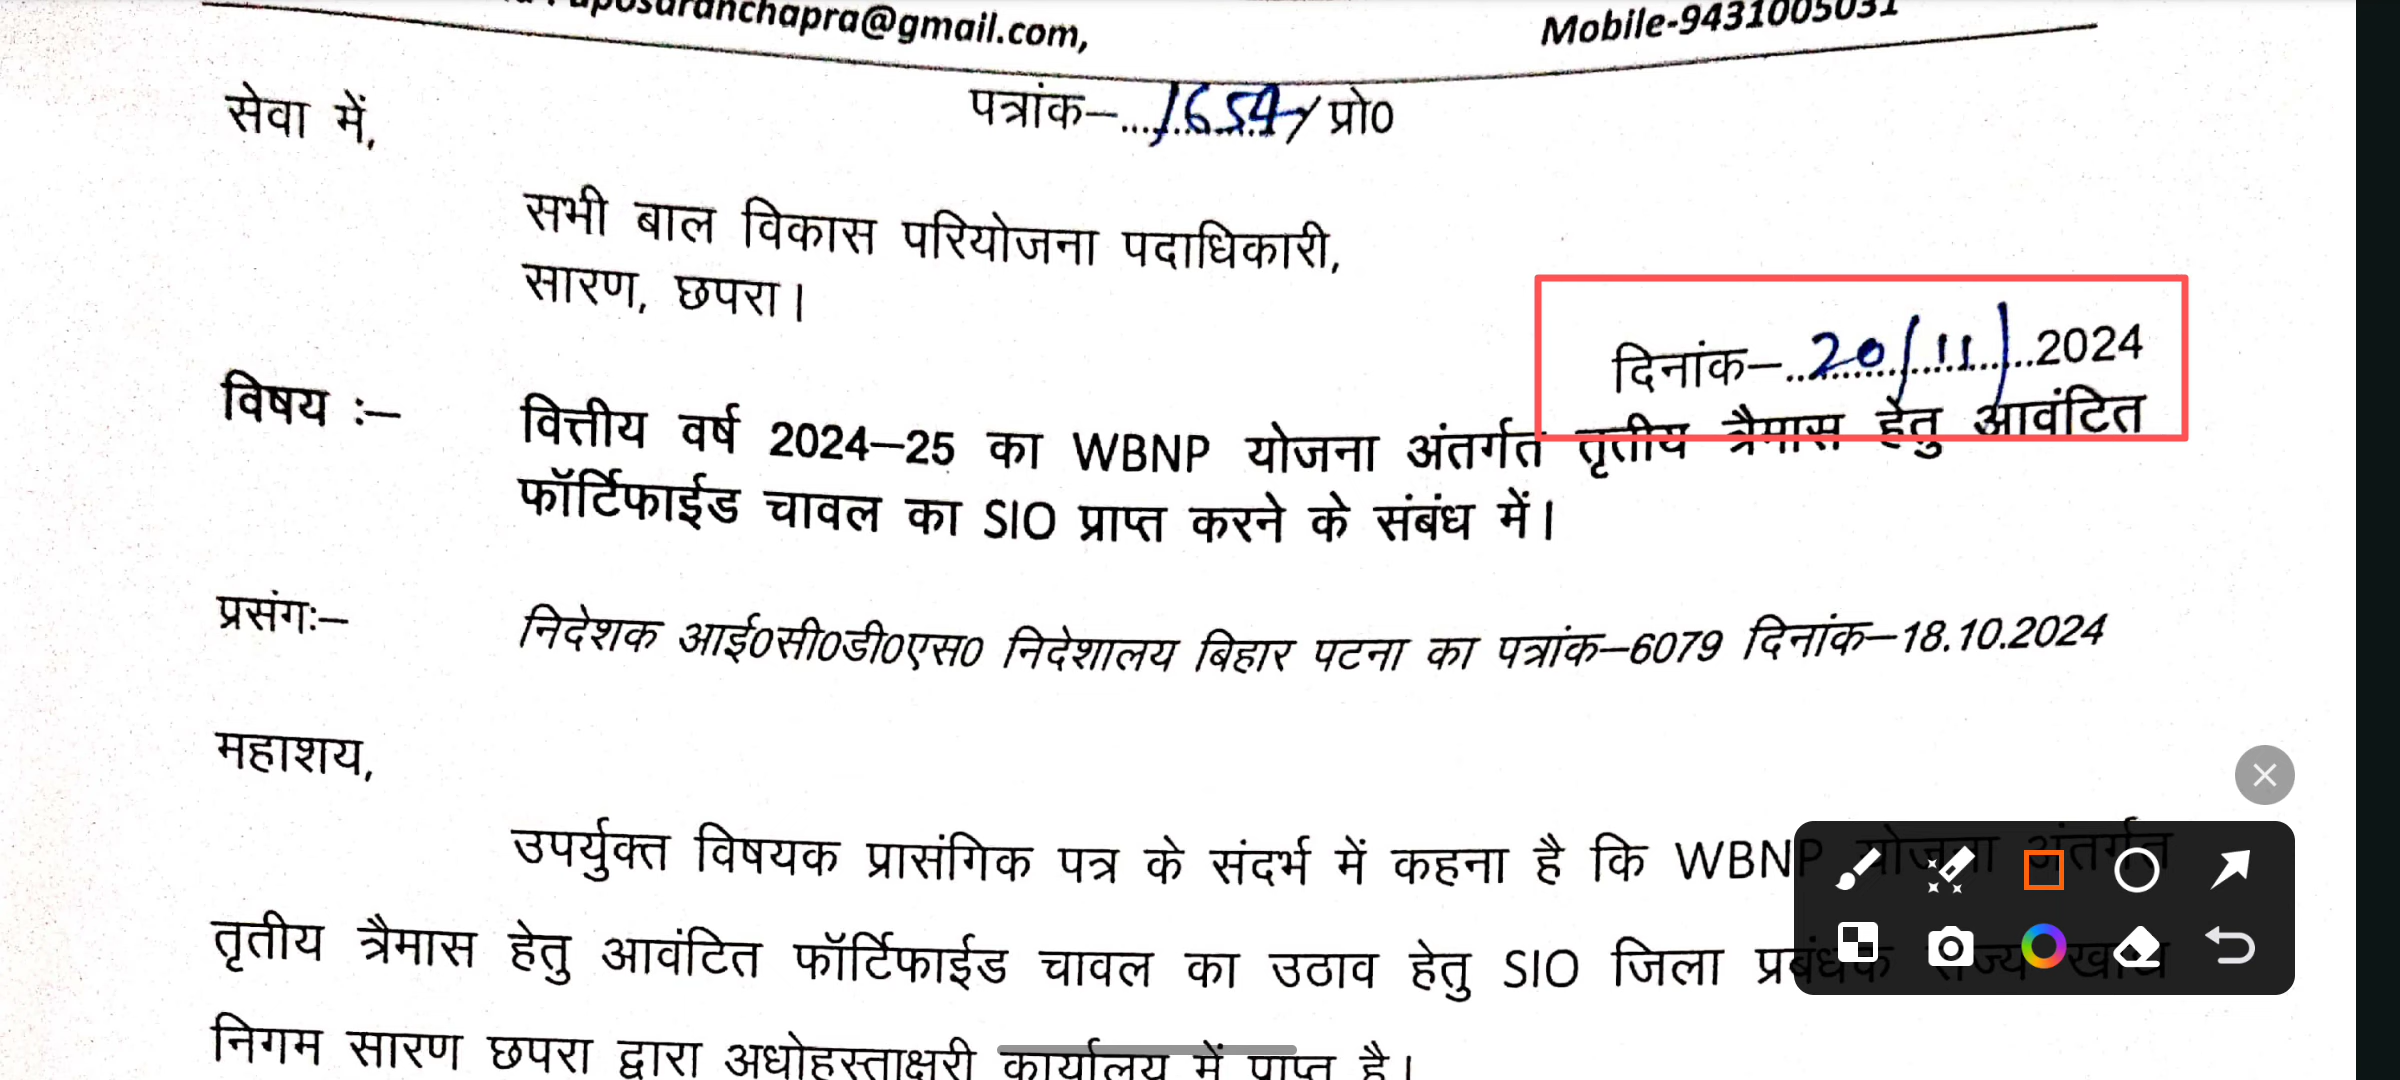 uposaranchapra@gmail.com,
Mobile-9431005031
सेवा में,
पत्रांक–....1654/ प्रो0
सभी बाल विकास परियोजना पदाधिकारी,
सारण, छपरा।
दिनांक–..20/11/..2024
विषय :– वित्तीय वर्ष 2024–25 का WBNP योजना अंतर्गत तृतीय त्रैमास हेतु आवंटित
फॉर्टिफाईड चावल का SIO प्राप्त करने के संबंध में।
प्रसंगः– निदेशक आई0सी0डी0एस0 निदेशालय बिहार पटना का पत्रांक–6079 दिनांक–18.10.2024
महाशय,
उपर्युक्त विषयक प्रासंगिक पत्र के संदर्भ में कहना है कि WBNP योजना अंतर्गत
तृतीय त्रैमास हेतु आवंटित फॉर्टिफाईड चावल का उठाव हेतु SIO जिला प्रबंधक राज्य खाद्य
निगम सारण छपरा द्वारा अधोहस्ताक्षरी कार्यालय में प्राप्त है।